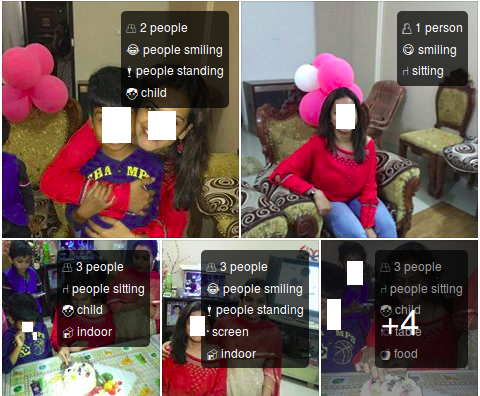 2 people
people smiling
people standing
child
CHAMPS
1 person
smiling
sitting
3 people
people sitting
child
indoor
3 people
people smiling
people standing
screen
indoor
3 people
people sitting
child
table
food
+4